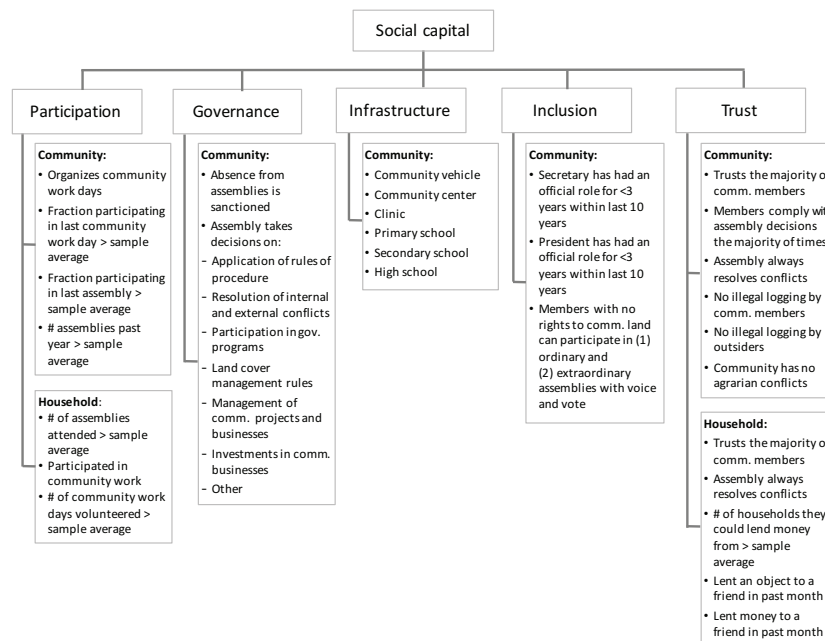 Social capital
Participation
Governance
Infrastructure
Inclusion
Trust
Community:
• Organizes community
work days
• Fraction participating
in last community
work day > sample
average
• Fraction participating
in last assembly >
sample average
• # assemblies past
year > sample
average
Household:
• # of assemblies
attended > sample
average
• Participated in
community work
• # of community work
days volunteered >
sample average
Community:
• Absence from
assemblies is
sanctioned
• Assembly takes
decisions on:
– Application of rules of
procedure
– Resolution of internal
and external conflicts
– Participation in gov.
programs
– Land cover
management rules
– Management of
comm. projects and
businesses
– Investments in comm.
businesses
– Other
Community:
• Community vehicle
• Community center
• Clinic
• Primary school
• Secondary school
• High school
Community:
• Secretary has had an
official role for <3
years within last 10
years
• President has had an
official role for <3
years within last 10
years
• Members with no
rights to comm. land
can participate in (1)
ordinary and
(2) extraordinary
assemblies with voice
and vote
Community:
• Trusts the majority o
comm. members
• Members comply wi
assembly decisions
the majority of times
• Assembly always
resolves conflicts
• No illegal logging by
comm. members
• No illegal logging by
outsiders
• Community has no
agrarian conflicts
Household:
• Trusts the majority o
comm. members
• Assembly always
resolves conflicts
• # of households they
could lend money
from > sample
average
• Lent an object to a
friend in past month
• Lent money to a
friend in past month